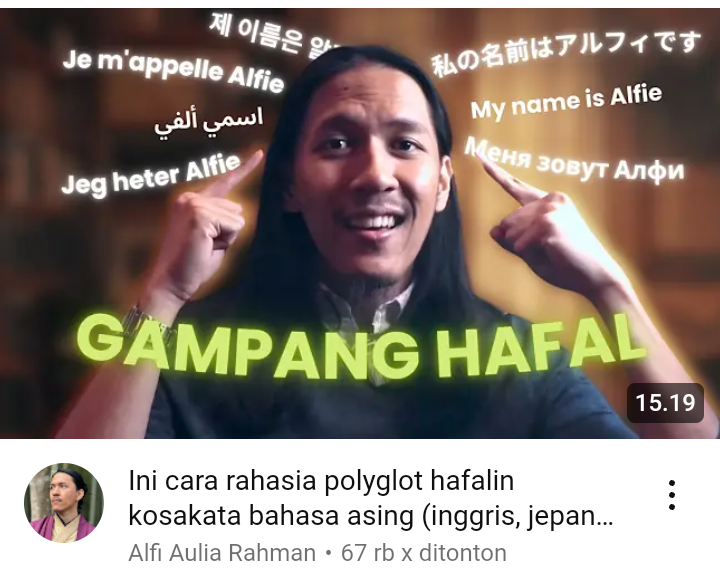 제 이름은
Je m'appelle Alfie
اسمي ألفي
Jeg heter Alfie
私の名前はアルフィです
My name is Alfie
Меня зовут Алфи
GAMPANG HAFAL
15.19
Ini cara rahasia polyglot hafalin
kosakata bahasa asing (inggris, jepan...
Alfi Aulia Rahman • 67 rb x ditonton